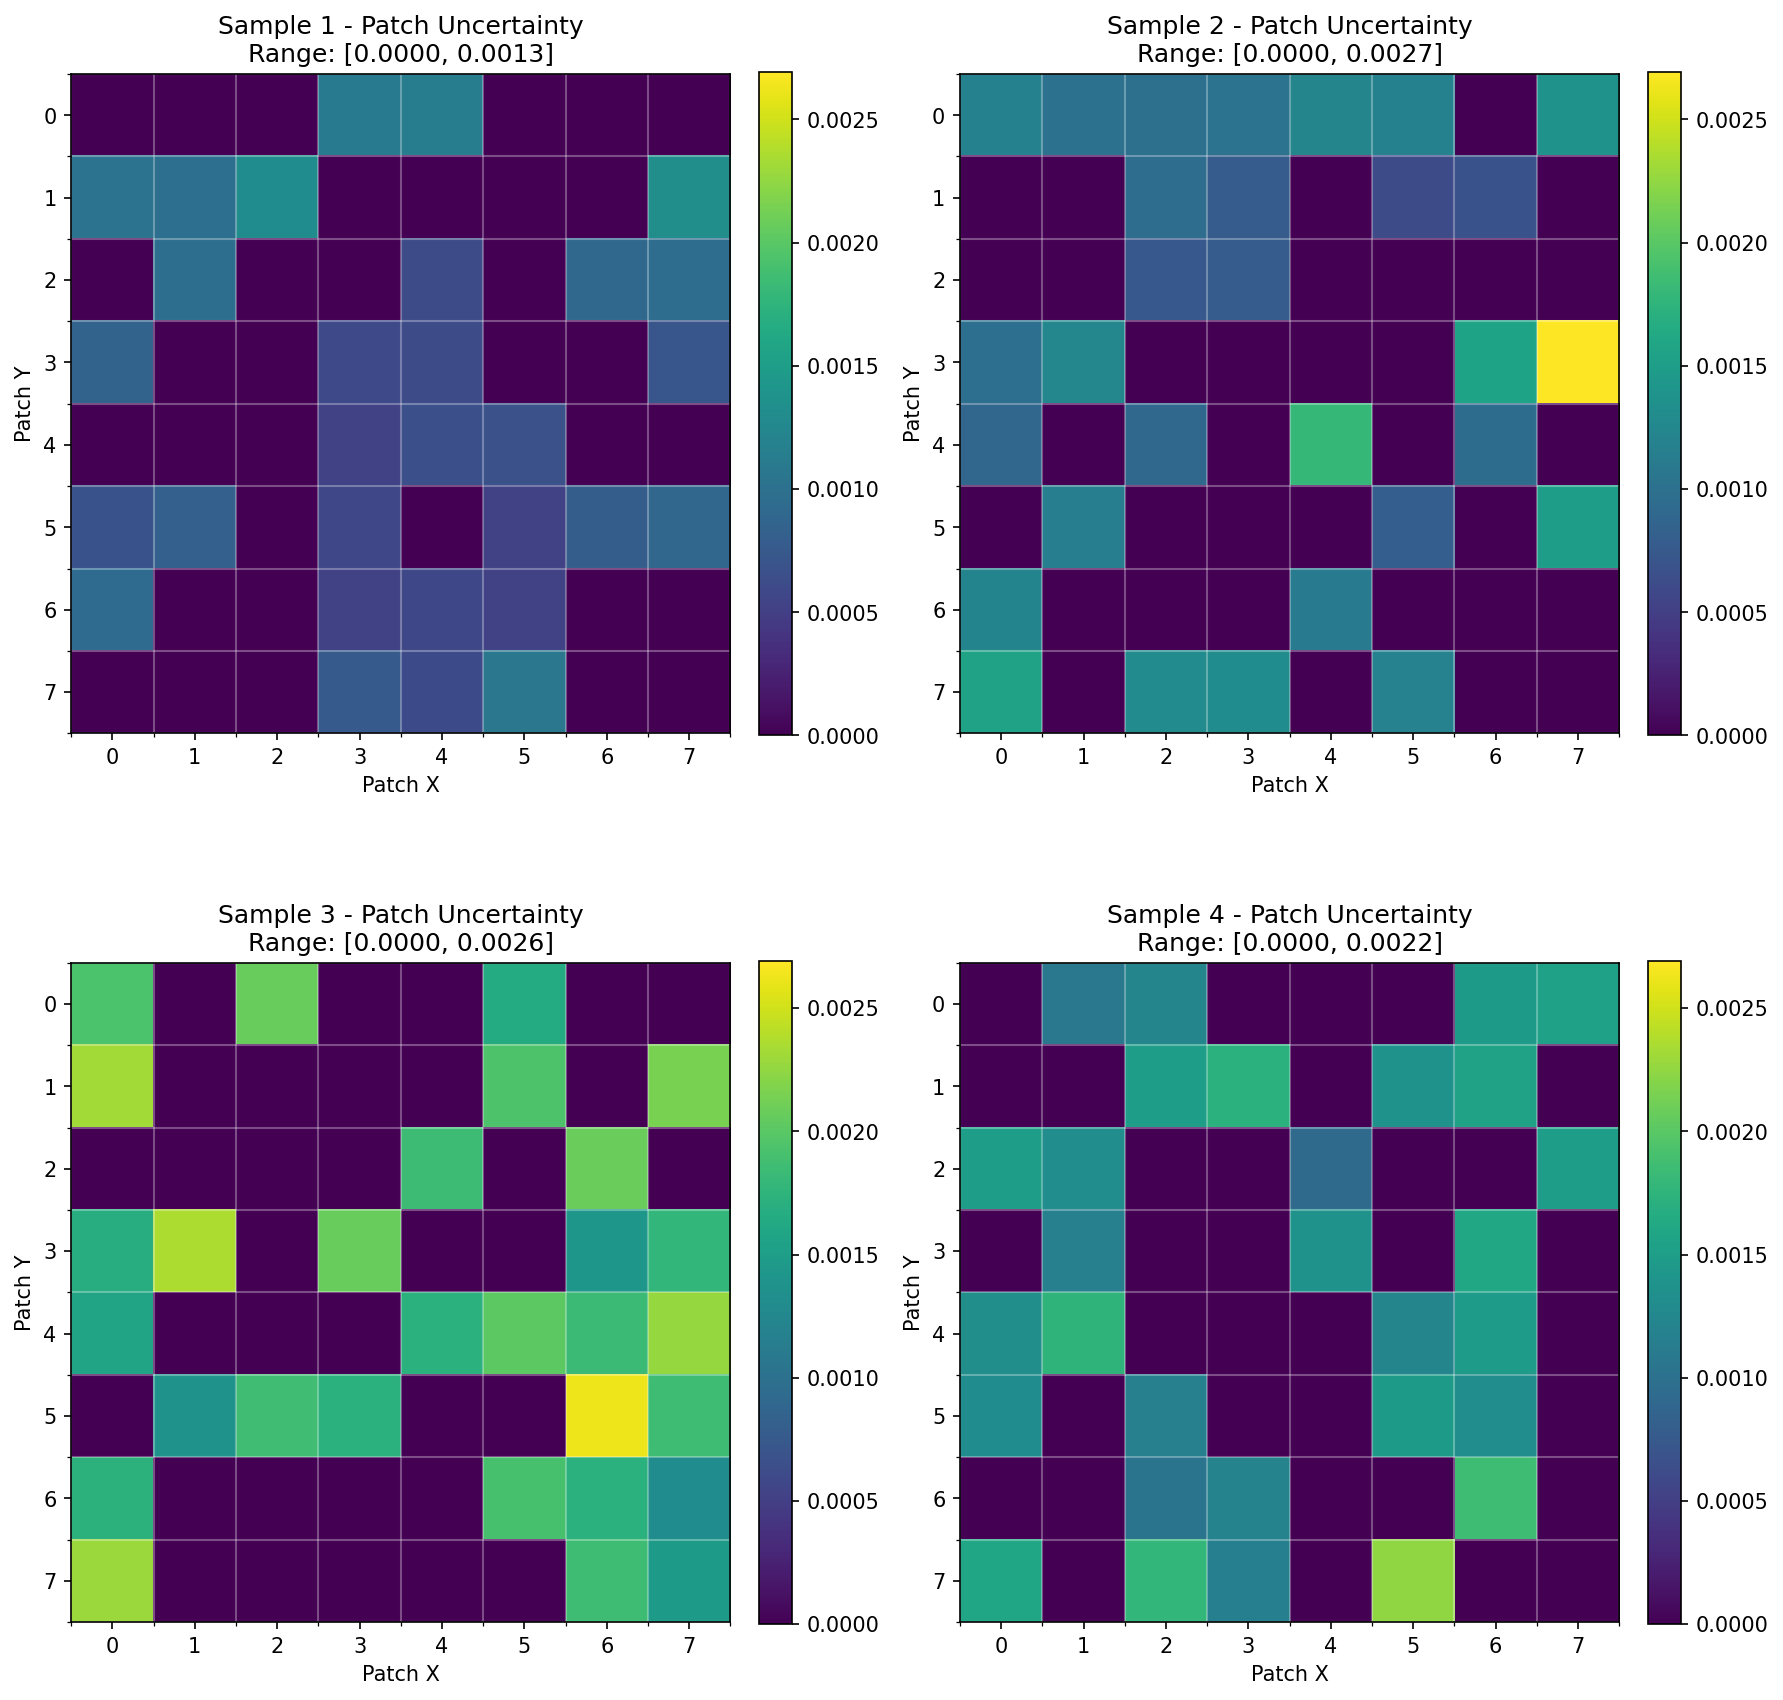 Sample 1 - Patch Uncertainty
Range: [0.0000, 0.0013]
Patch Y
0
1
2
3
4
5
6
7
0 1 2 3 4 5 6 7
Patch X
0.0025
0.0020
0.0015
0.0010
0.0005
0.0000
Sample 2 - Patch Uncertainty
Range: [0.0000, 0.0027]
Patch Y
0
1
2
3
4
5
6
7
0 1 2 3 4 5 6 7
Patch X
0.0025
0.0020
0.0015
0.0010
0.0005
0.0000
Sample 3 - Patch Uncertainty
Range: [0.0000, 0.0026]
Patch Y
0
1
2
3
4
5
6
7
0 1 2 3 4 5 6 7
Patch X
0.0025
0.0020
0.0015
0.0010
0.0005
0.0000
Sample 4 - Patch Uncertainty
Range: [0.0000, 0.0022]
Patch Y
0
1
2
3
4
5
6
7
0 1 2 3 4 5 6 7
Patch X
0.0025
0.0020
0.0015
0.0010
0.0005
0.0000